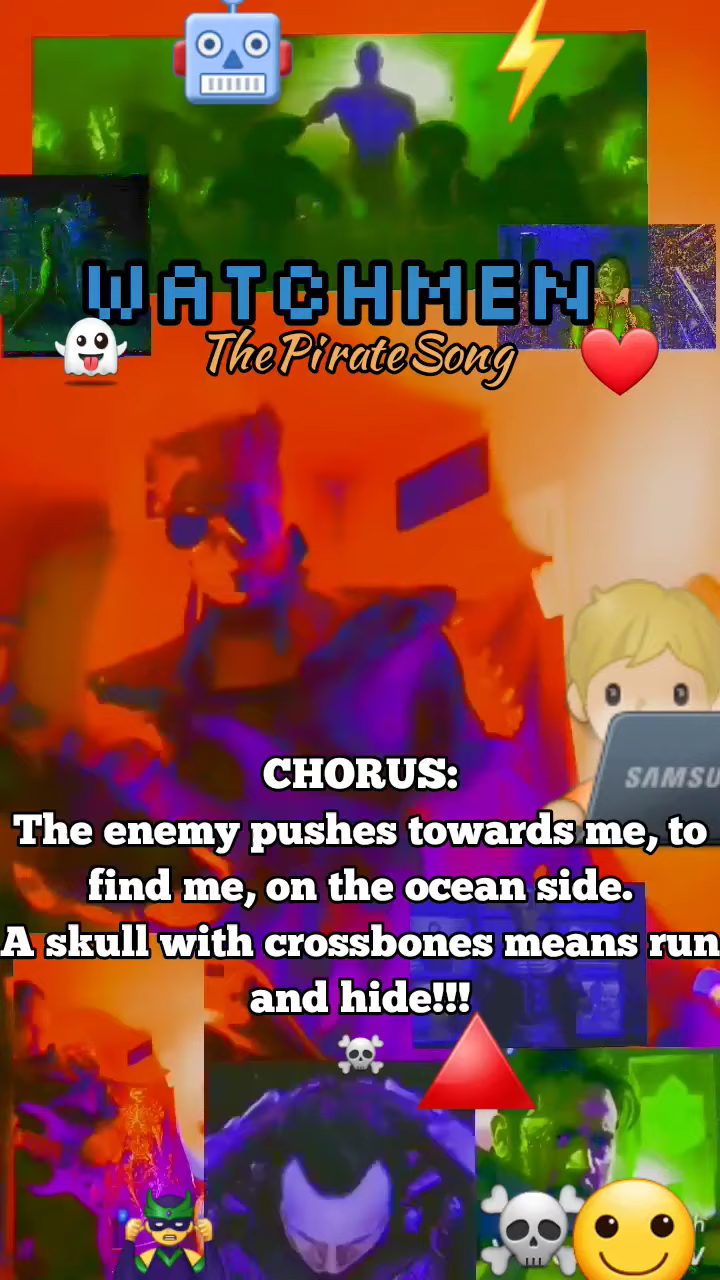 WATCHMEN
The Pirate Song
SAMSU
CHORUS:
The enemy pushes towards me, to
find me, on the ocean side.
A skull with crossbones means run
and hide!!!